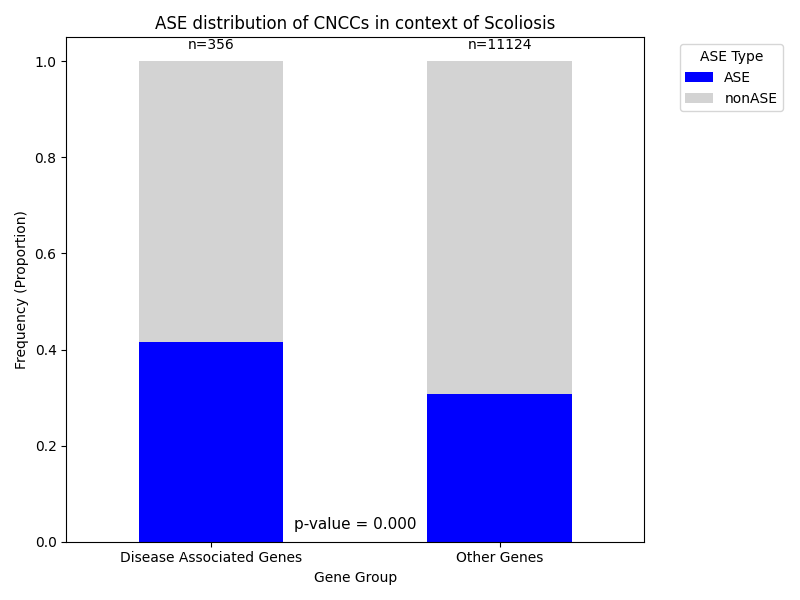 ASE distribution of CNCCs in context of Scoliosis
n=356
n=11124
ASE Type
ASE
nonASE
Frequency (Proportion)
1.0
0.8
0.6
0.4
0.2
0.0
p-value = 0.000
Disease Associated Genes
Other Genes
Gene Group